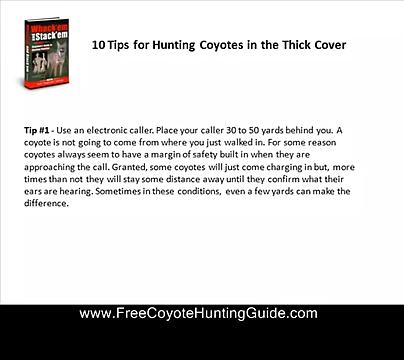 Whack'em
Stack'em
10 Tips for Hunting Coyotes in the Thick Cover
Tip #1 - Use an electronic caller. Place your caller 30 to 50 yards behind you. A
coyote is not going to come from where you just walked in. For some reason
coyotes always seem to have a margin of safety built in when they are
approaching the call. Granted, some coyotes will just come charging in but, more
times than not they will stay some distance away until they confirm what their
ears are hearing. Sometimes in these conditions, even a few yards can make the
difference.
www.FreeCoyoteHuntingGuide.com